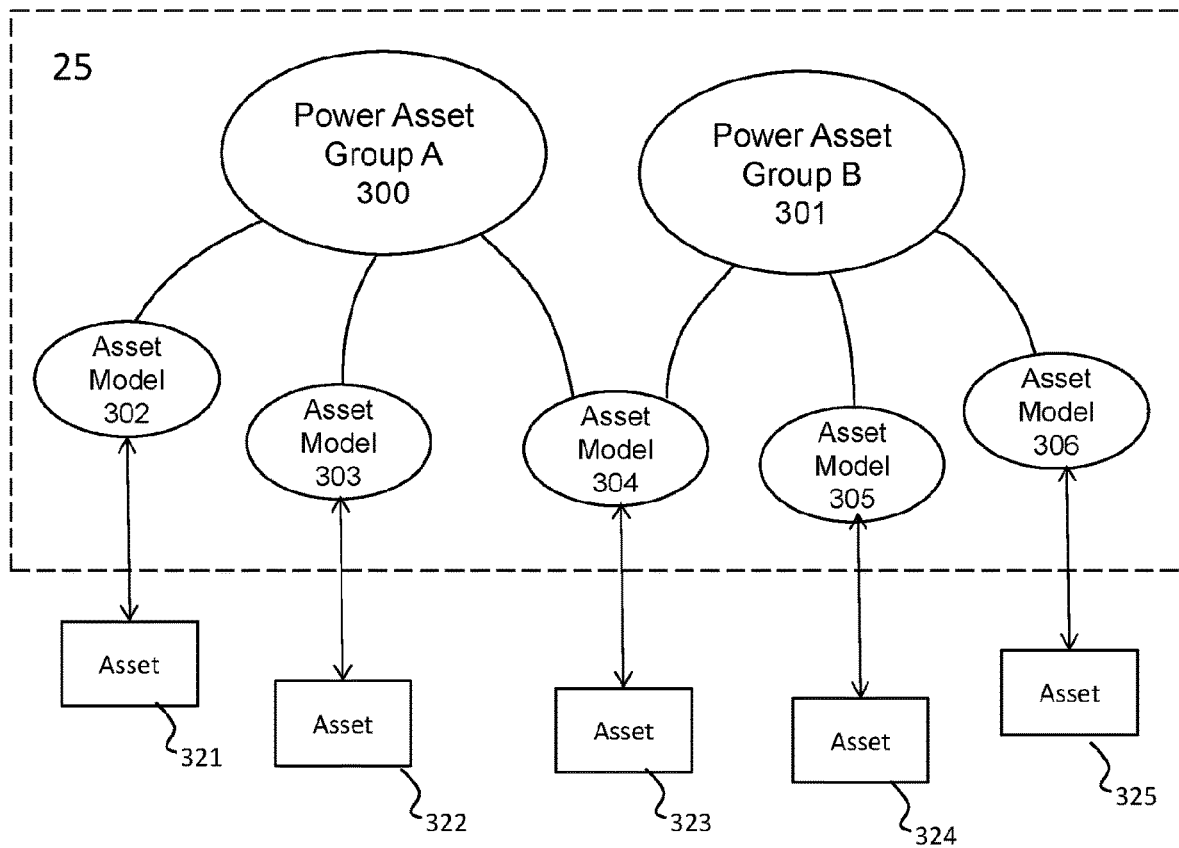 25
Power Asset
Group A
300
Power Asset
Group B
301
Asset
Model
302
Asset
Model
303
Asset
Model
304
Asset
Model
305
Asset
Model
306
Asset
321
Asset
322
Asset
323
Asset
324
Asset
325